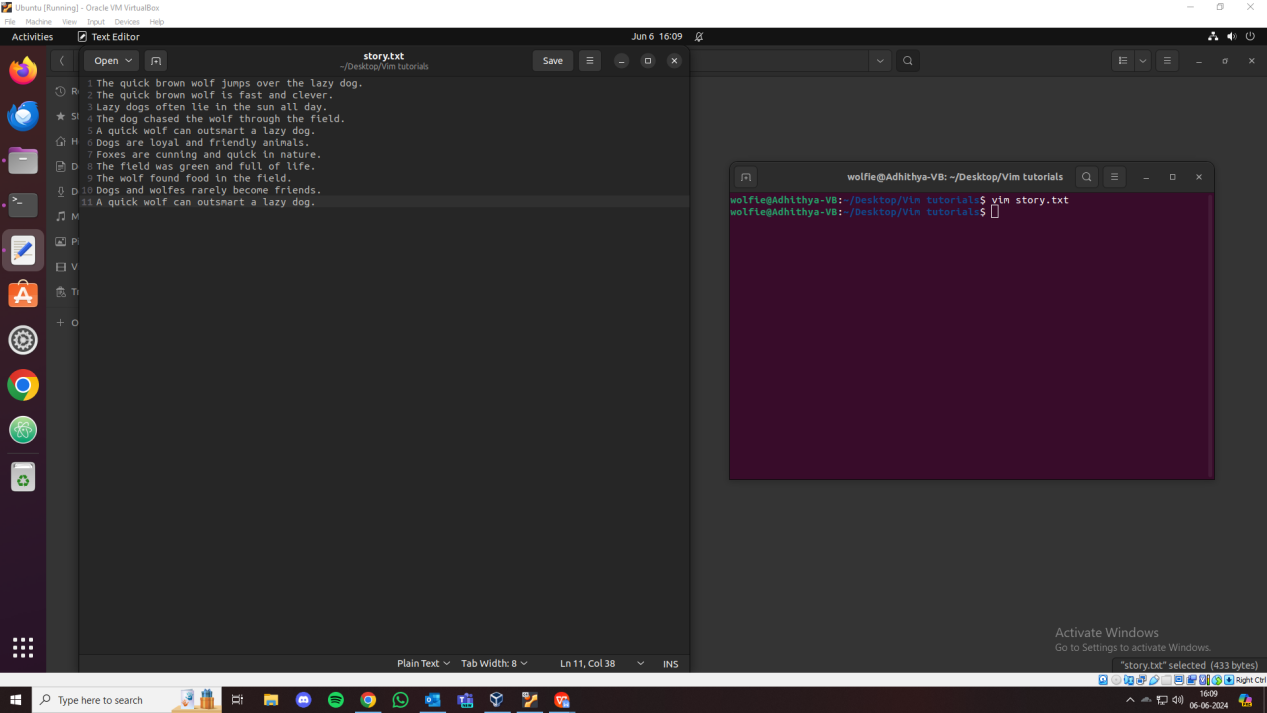 Ubuntu [Running] - Oracle VM VirtualBox
File Machine View Input Devices Help
Activities Text Editor Jun 6 16:09
Open story.txt Save
~/Desktop/Vim tutorials
1 The quick brown wolf jumps over the lazy dog.
2 The quick brown wolf is fast and clever.
3 Lazy dogs often lie in the sun all day.
4 The dog chased the wolf through the field.
5 A quick wolf can outsmart a lazy dog.
6 Dogs are loyal and friendly animals.
7 Foxes are cunning and quick in nature.
8 The field was green and full of life.
9 The wolf found food in the field.
10 Dogs and wolfes rarely become friends.
11 A quick wolf can outsmart a lazy dog.
Plain Text Tab Width: 8 Ln 11, Col 38 INS
wolfie@Adhithya-VB: ~/Desktop/Vim tutorials
wolfie@Adhithya-VB:~/Desktop/Vim tutorials$ vim story.txt
wolfie@Adhithya-VB:~/Desktop/Vim tutorials$
Activate Windows
Go to Settings to activate Windows.
"story.txt" selected (433 bytes)
Right Ctrl
Type here to search
16:09
06-06-2024